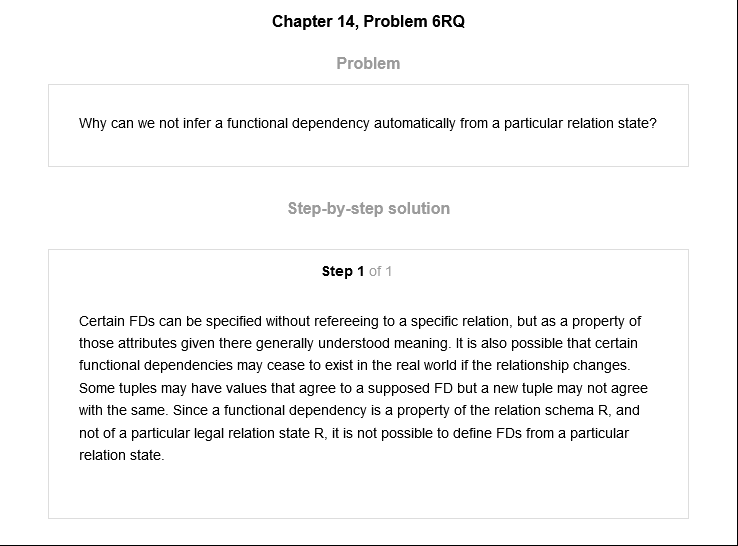 Chapter 14, Problem 6RQ
Problem
Why can we not infer a functional dependency automatically from a particular relation state?
Step-by-step solution
Step 1 of 1
Certain FDs can be specified without refereeing to a specific relation, but as a property of
those attributes given there generally understood meaning. It is also possible that certain
functional dependencies may cease to exist in the real world if the relationship changes.
Some tuples may have values that agree to a supposed FD but a new tuple may not agree
with the same. Since a functional dependency is a property of the relation schema R, and
not of a particular legal relation state R, it is not possible to define FDs from a particular
relation state.